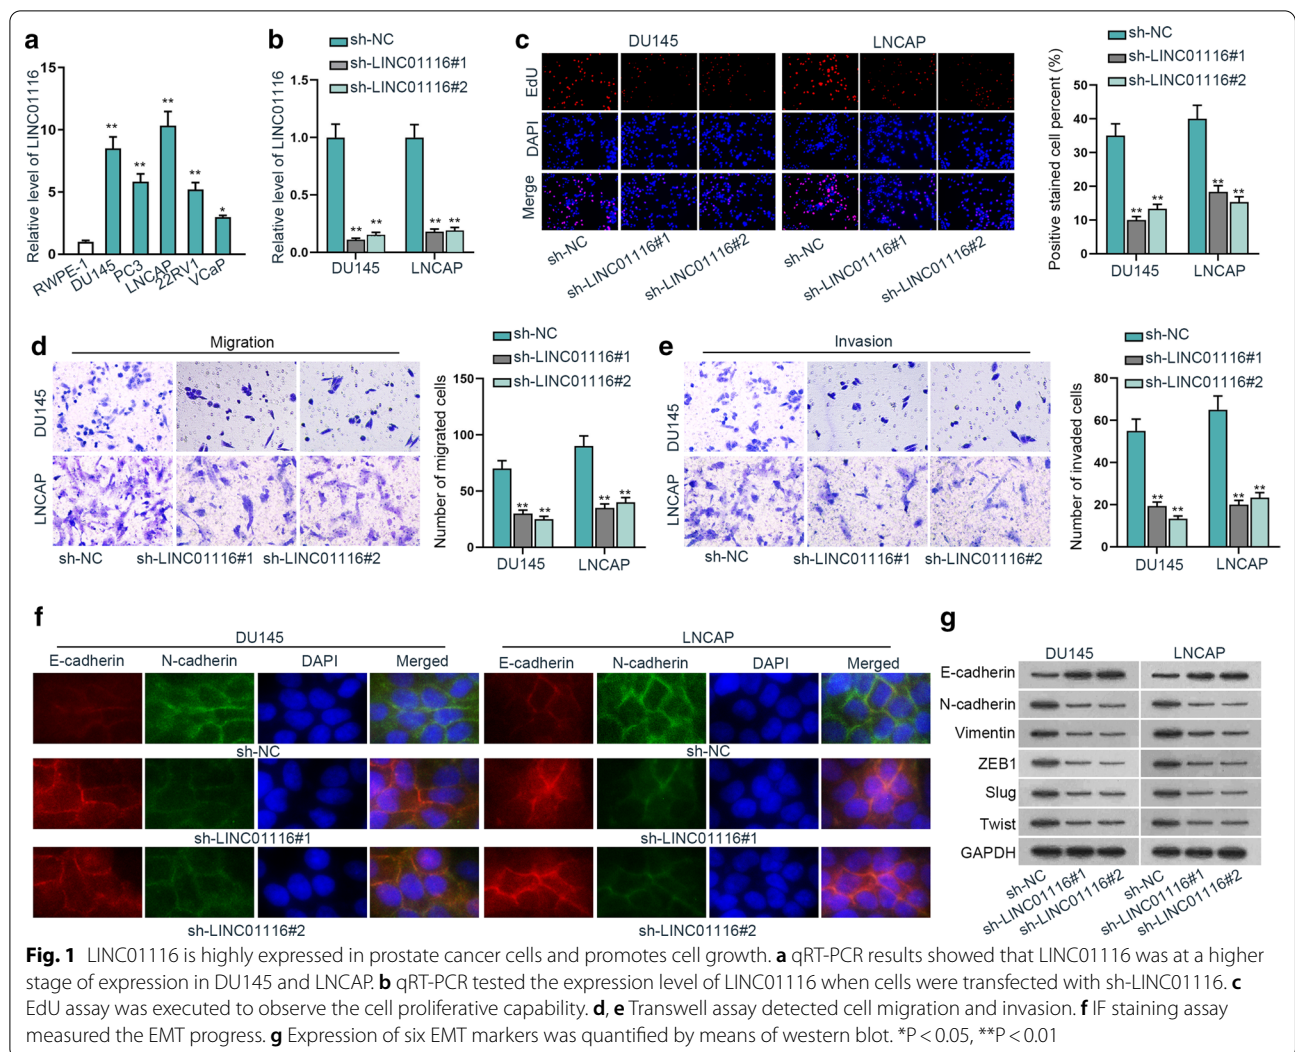 a
Relative level of LINC01116
15
10
5
0
**
**
**
**
*
RWPE-1
DU145
PC3
LNCAP
22RV1
VCaP
b
sh-NC
sh-LINC01116#1
sh-LINC01116#2
Relative level of LINC01116
1.5
1.0
0.5
0.0
**
**
**
**
DU145
LNCAP
c
DU145
LNCAP
EdU
DAPI
Merge
sh-NC
sh-LINC01116#1
sh-LINC01116#2
sh-NC
sh-LINC01116#1
sh-LINC01116#2
sh-NC
sh-LINC01116#1
sh-LINC01116#2
Positive stained cell percent (%)
50
40
30
20
10
0
**
**
**
**
DU145
LNCAP
d
Migration
DU145
LNCAP
sh-NC
sh-LINC01116#1
sh-LINC01116#2
sh-NC
sh-LINC01116#1
sh-LINC01116#2
Number of migrated cells
150
100
50
0
**
**
**
**
DU145
LNCAP
e
Invasion
DU145
LNCAP
sh-NC
sh-LINC01116#1
sh-LINC01116#2
sh-NC
sh-LINC01116#1
sh-LINC01116#2
Number of invaded cells
80
60
40
20
0
**
**
**
**
DU145
LNCAP
f
DU145
LNCAP
E-cadherin
N-cadherin
DAPI
Merged
E-cadherin
N-cadherin
DAPI
Merged
sh-NC
sh-NC
sh-LINC01116#1
sh-LINC01116#1
sh-LINC01116#2
sh-LINC01116#2
g
DU145
LNCAP
E-cadherin
N-cadherin
Vimentin
ZEB1
Slug
Twist
GAPDH
sh-NC
sh-LINC01116#1
sh-LINC01116#2
sh-NC
sh-LINC01116#1
sh-LINC01116#2
Fig. 1 LINC01116 is highly expressed in prostate cancer cells and promotes cell growth. a qRT-PCR results showed that LINC01116 was at a higher
stage of expression in DU145 and LNCAP. b qRT-PCR tested the expression level of LINC01116 when cells were transfected with sh-LINC01116. c
EdU assay was executed to observe the cell proliferative capability. d, e Transwell assay detected cell migration and invasion. f IF staining assay
measured the EMT progress. g Expression of six EMT markers was quantified by means of western blot. *P < 0.05, **P < 0.01